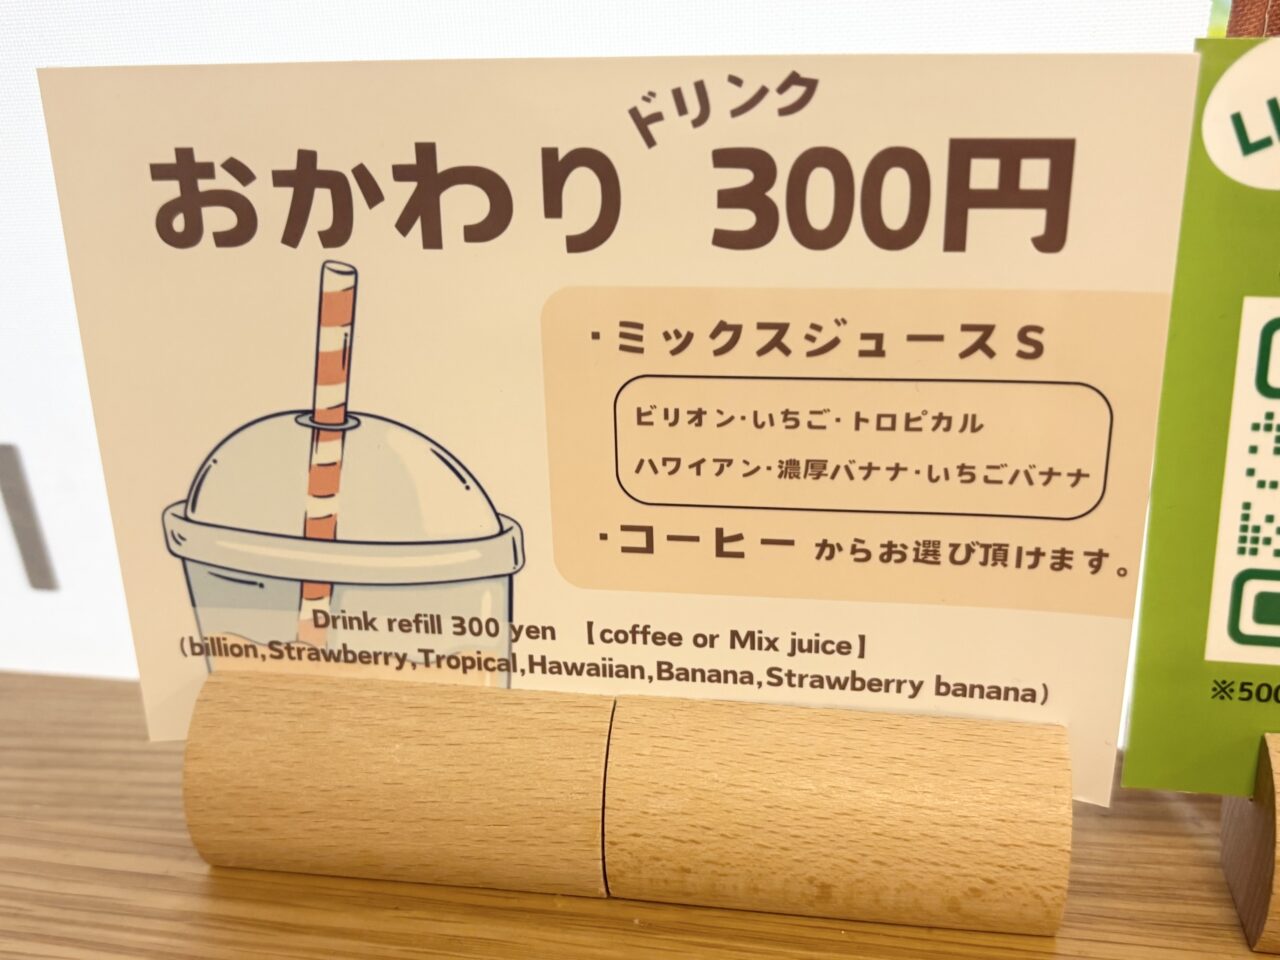 おかわりドリンク 300円
・ミックスジュース S
ビリオン・いちご・トロピカル
ハワイアン・濃厚バナナ・いちごバナナ
・コーヒー からお選び頂けます。
Drink refill 300 yen 【coffee or Mix juice】
(billion,Strawberry,Tropical,Hawaiian,Banana,Strawberry banana)
※500